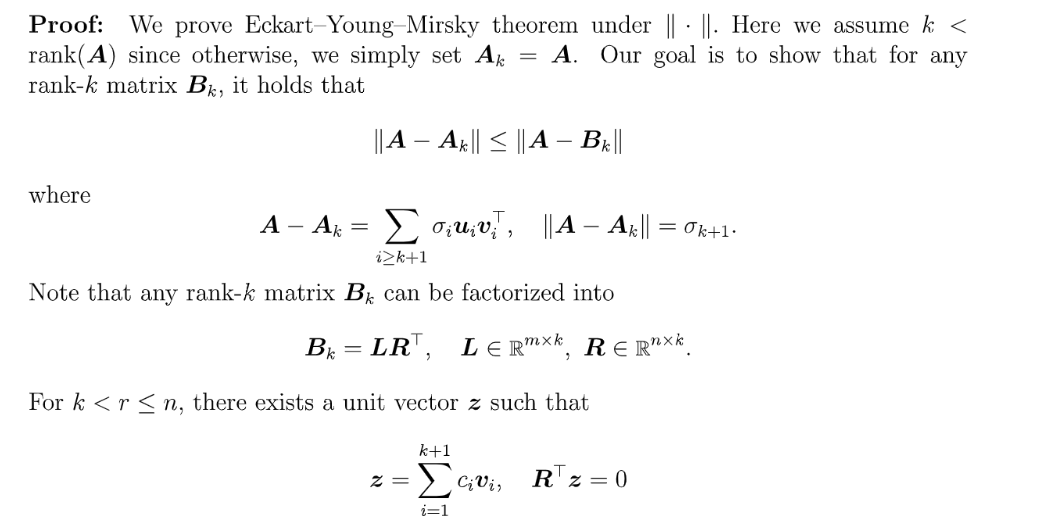 Proof: We prove Eckart–Young–Mirsky theorem under ‖ · ‖. Here we assume k <
rank(A) since otherwise, we simply set A_k = A. Our goal is to show that for any
rank-k matrix B_k, it holds that
‖A − A_k‖ ≤ ‖A − B_k‖
where
A − A_k = ∑_{i≥k+1} σ_i u_i v_i^⊤, ‖A − A_k‖ = σ_{k+1}.
Note that any rank-k matrix B_k can be factorized into
B_k = LR^⊤, L ∈ ℝ^{m×k}, R ∈ ℝ^{n×k}.
For k < r ≤ n, there exists a unit vector z such that
z = ∑_{i=1}^{k+1} c_i v_i, R^⊤ z = 0